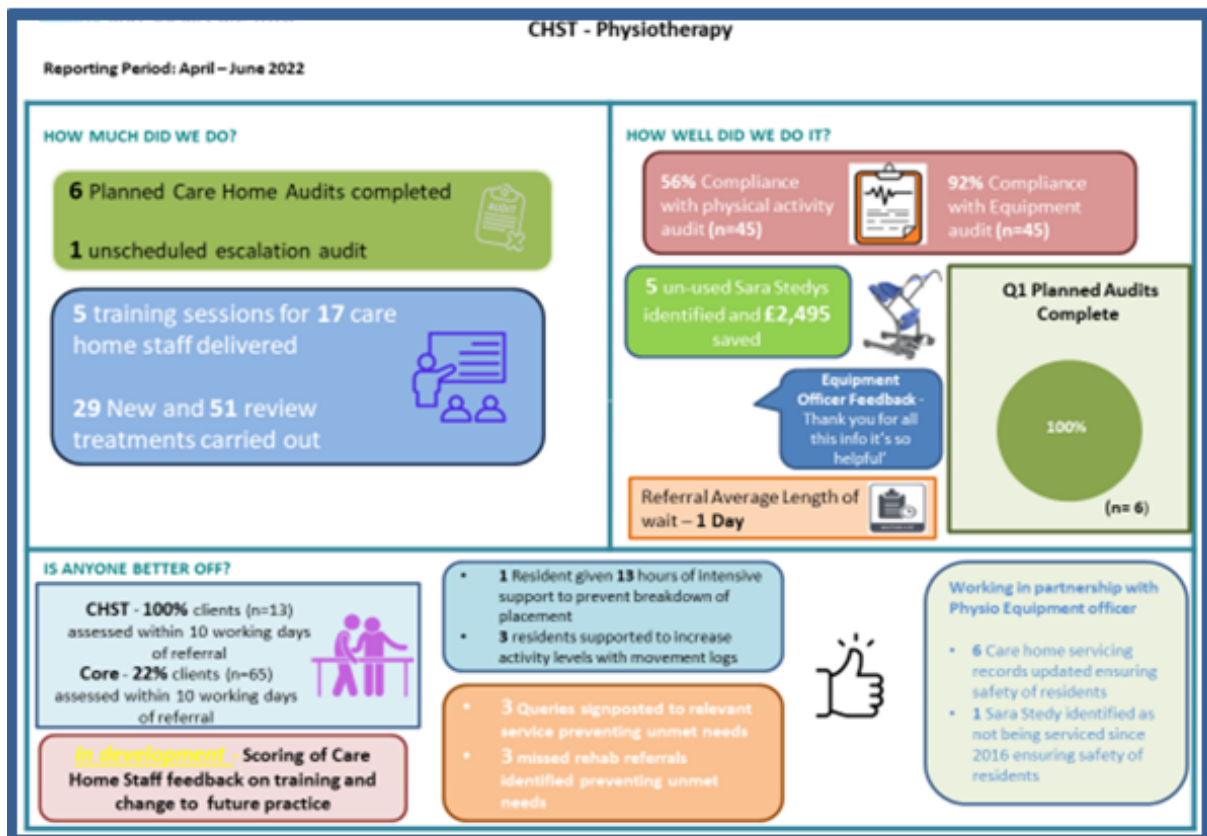 CHST - Physiotherapy
Reporting Period: April – June 2022
HOW MUCH DID WE DO?
6 Planned Care Home Audits completed
1 unscheduled escalation audit
AUDIT
5 training sessions for 17 care
home staff delivered
29 New and 51 review
treatments carried out
HOW WELL DID WE DO IT?
56% Compliance
with physical activity
audit (n=45)
92% Compliance
with Equipment
audit (n=45)
5 un-used Sara Stedys
identified and £2,495
saved
Equipment
Officer Feedback -
Thank you for all
this info it's so
helpful'
Referral Average Length of
wait – 1 Day
Q1 Planned Audits
Complete
100%
(n= 6)
IS ANYONE BETTER OFF?
CHST - 100% clients (n=13)
assessed within 10 working days
of referral
Core - 22% clients (n=65)
assessed within 10 working days
of referral
In development - Scoring of Care
Home Staff feedback on training and
change to future practice
• 1 Resident given 13 hours of intensive
support to prevent breakdown of
placement
• 3 residents supported to increase
activity levels with movement logs
• 3 Queries signposted to relevant
service preventing unmet needs
• 3 missed rehab referrals
identified preventing unmet
needs
Working in partnership with
Physio Equipment officer
• 6 Care home servicing
records updated ensuring
safety of residents
• 1 Sara Stedy identified as
not being serviced since
2016 ensuring safety of
residents